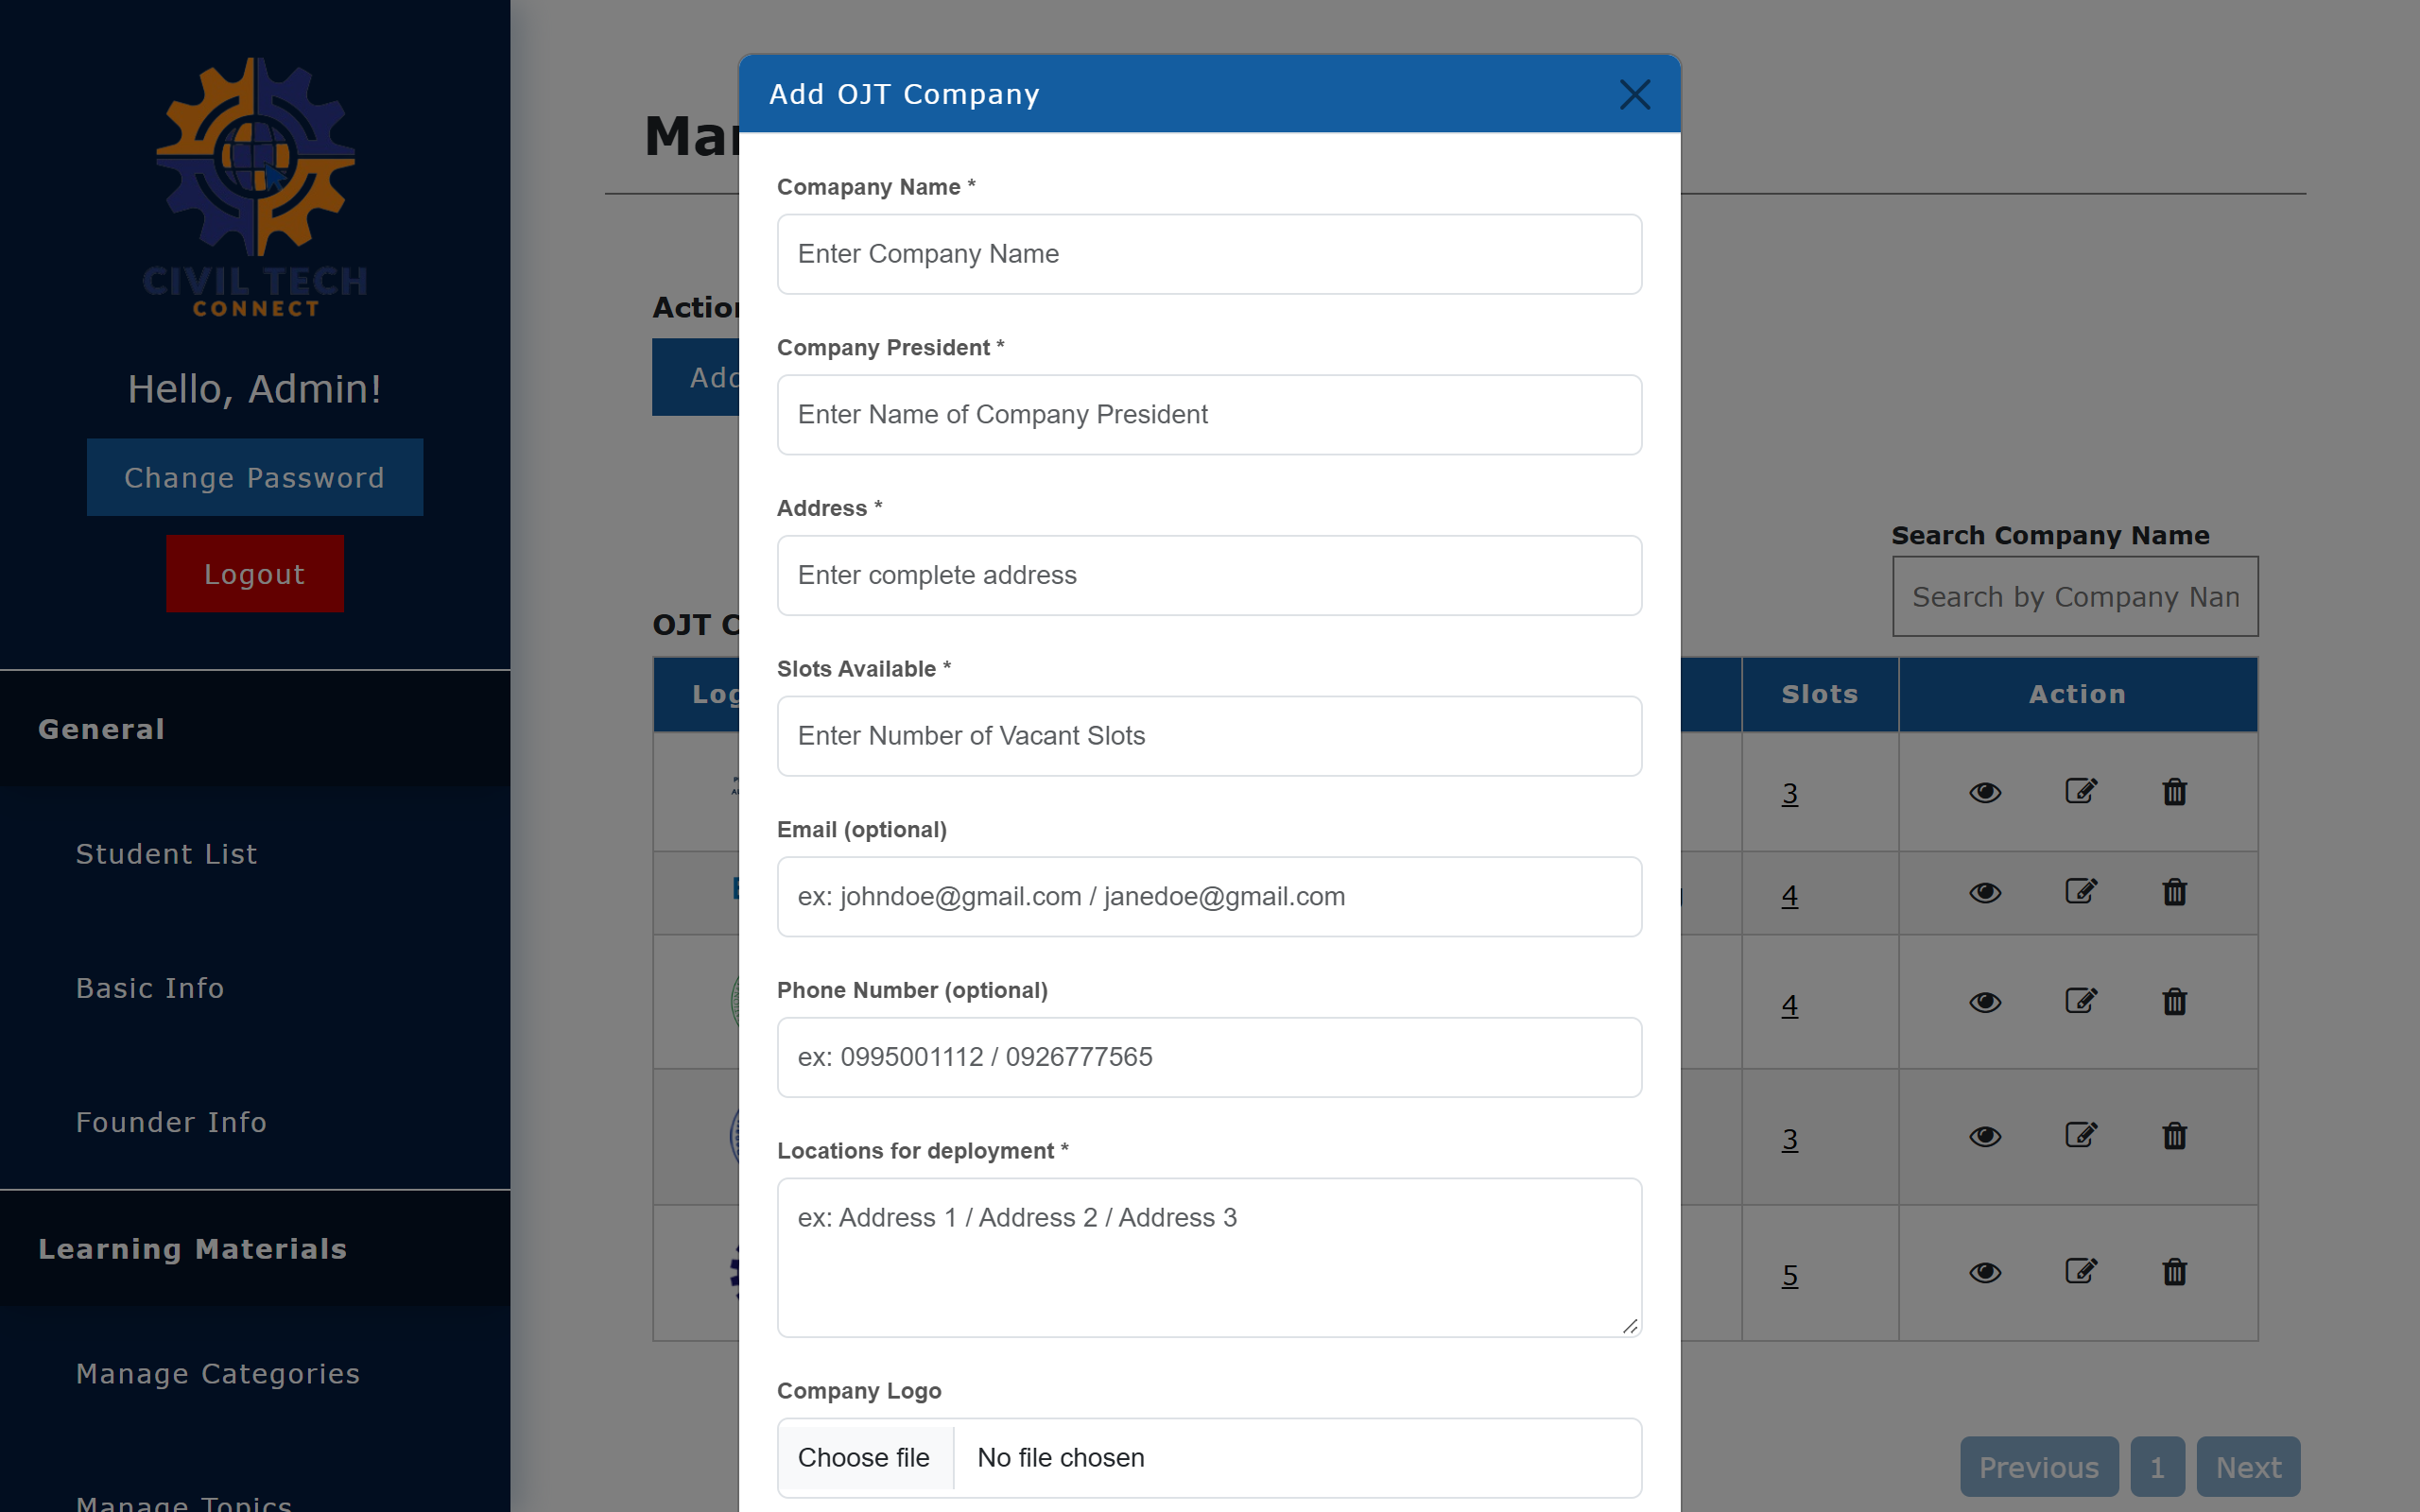 CIVIL TECH
CONNECT
Hello, Admin!
Change Password
Logout
General
Student List
Basic Info
Founder Info
Learning Materials
Manage Categories
Manage Topics
Add OJT Company
Comapany Name *
Enter Company Name
Company President *
Enter Name of Company President
Address *
Enter complete address
Slots Available *
Enter Number of Vacant Slots
Email (optional)
ex: johndoe@gmail.com / janedoe@gmail.com
Phone Number (optional)
ex: 0995001112 / 0926777565
Locations for deployment *
ex: Address 1 / Address 2 / Address 3
Company Logo
Choose file No file chosen
Add
OJT C
Search Company Name
Search by Company Nan
Slots Action
3
4
4
3
5
Previous 1 Next